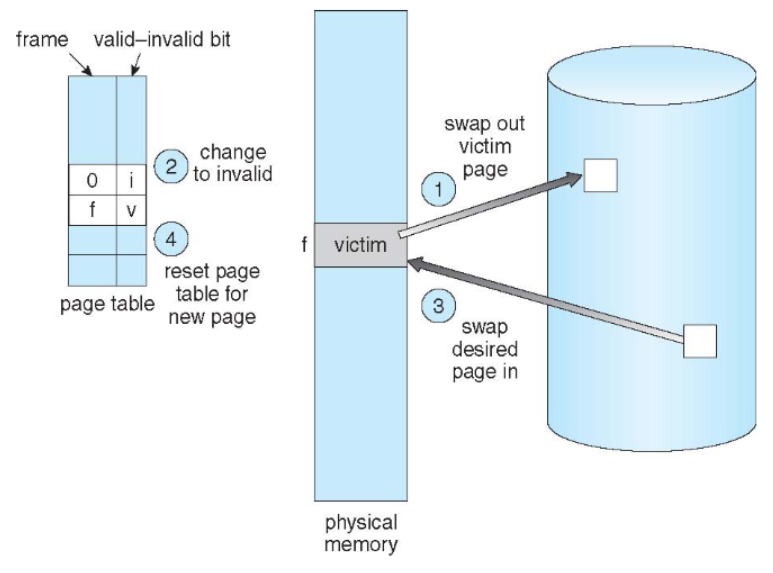 frame valid–invalid bit
0 i
f v
2 change
to invalid
4
reset page
table for
new page
page table
f victim
physical
memory
swap out
victim
page
1
3
swap
desired
page in